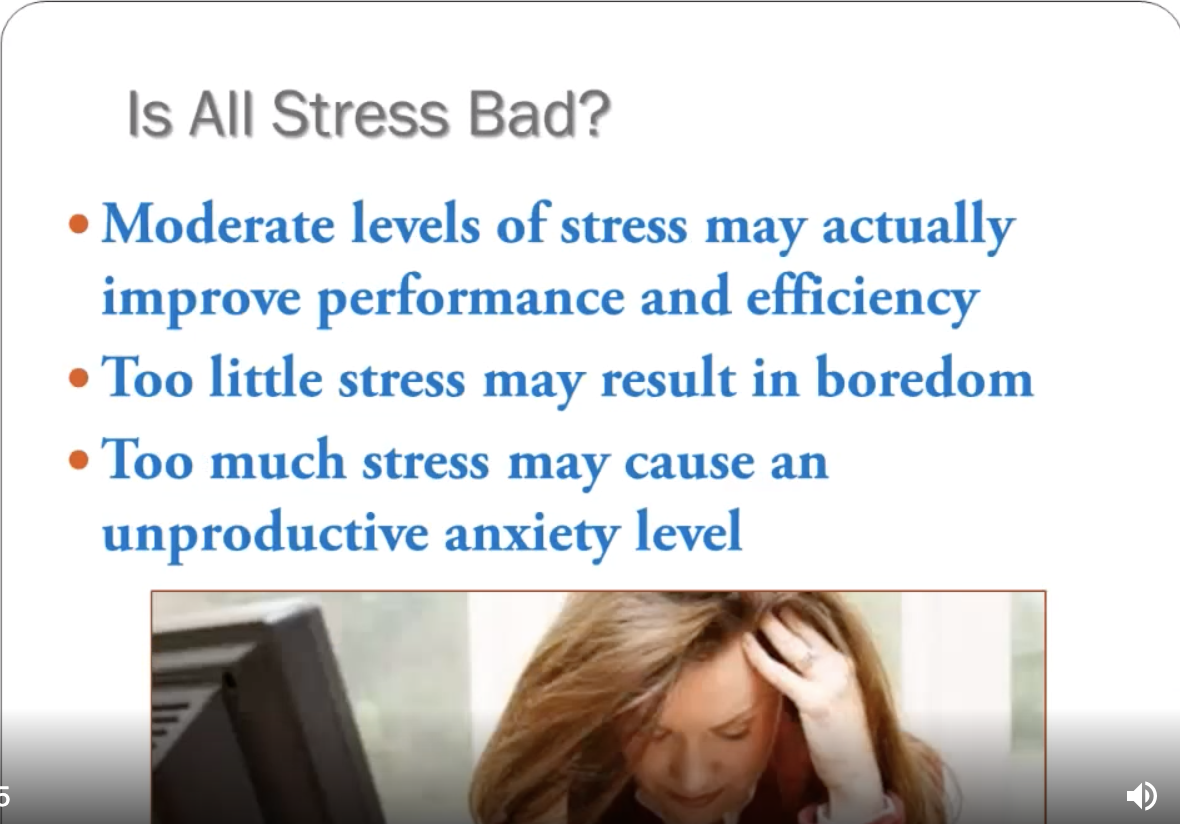 Is All Stress Bad?
• Moderate levels of stress may actually
improve performance and efficiency
• Too little stress may result in boredom
• Too much stress may cause an
unproductive anxiety level
5